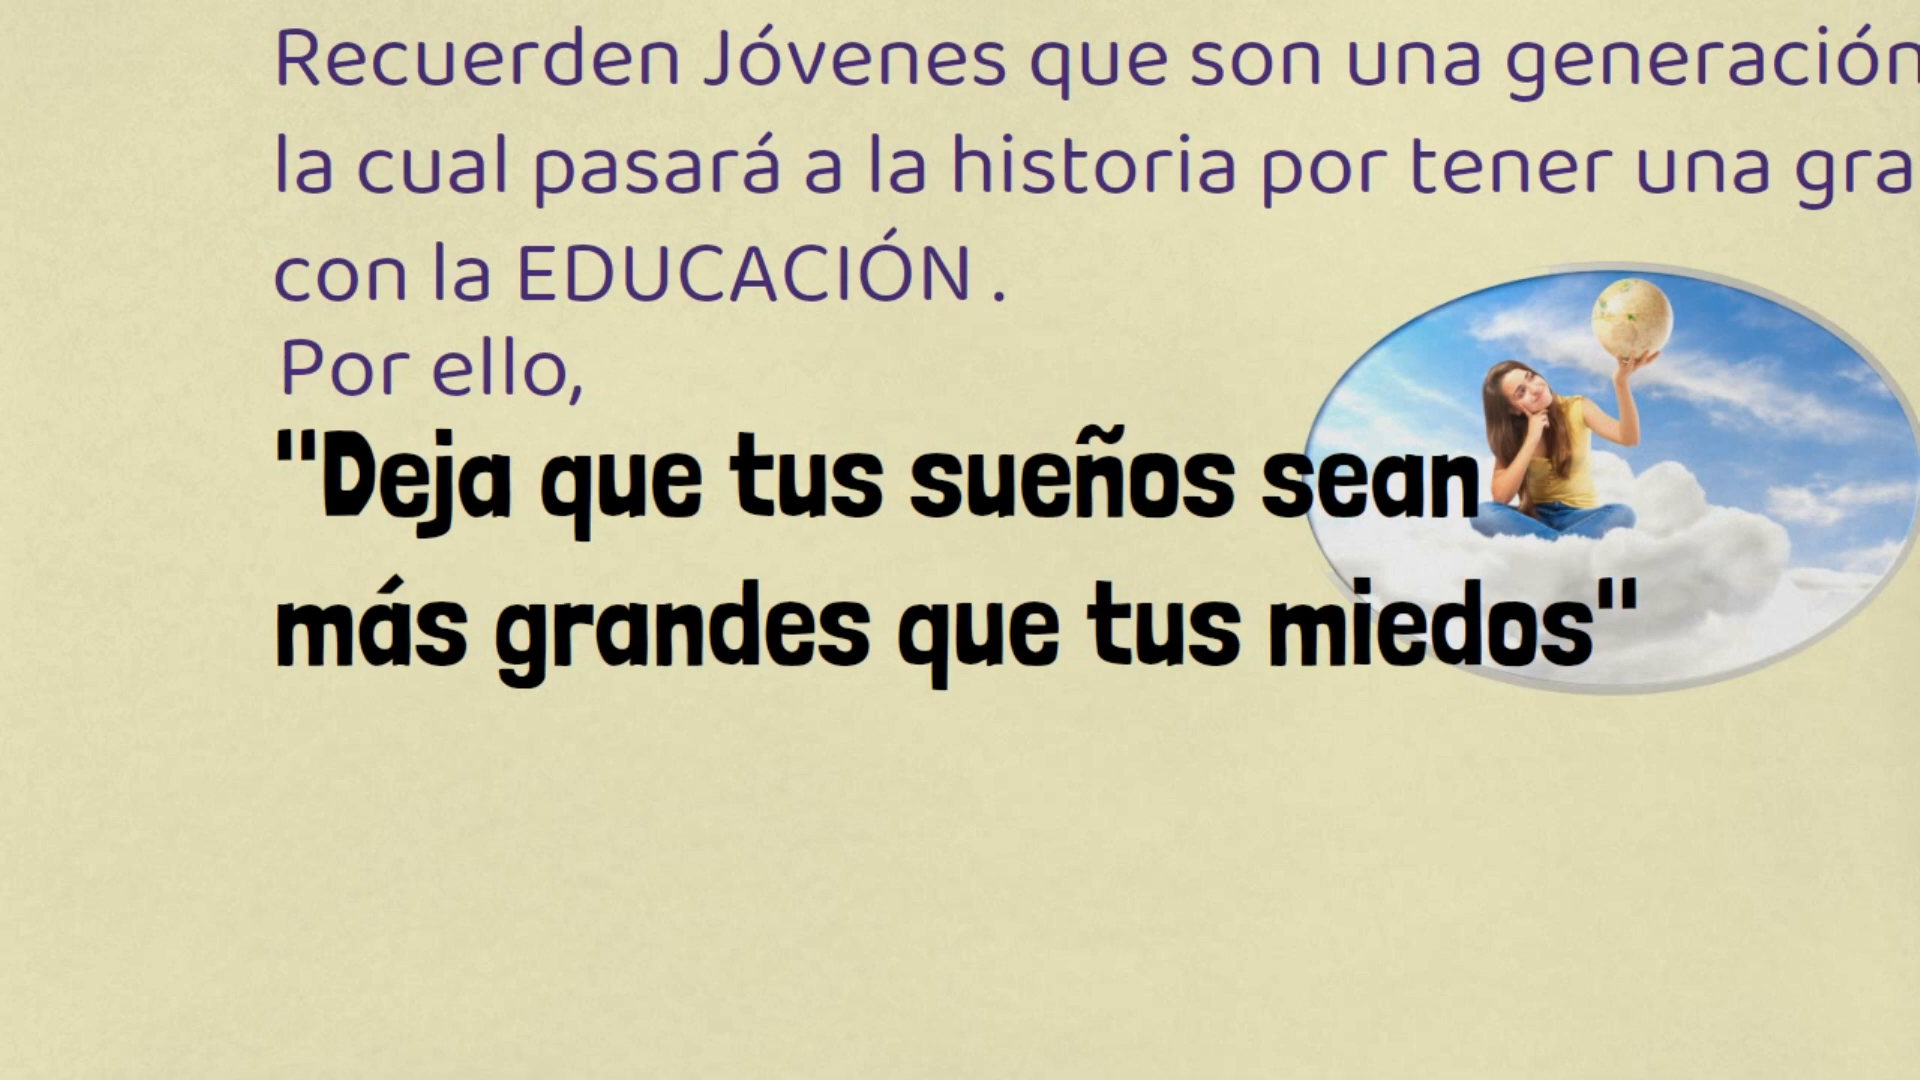 Recuerden Jóvenes que son una generación
la cual pasará a la historia por tener una gra
con la EDUCACIÓN .
Por ello,
"Deja que tus sueños sean
más grandes que tus miedos"